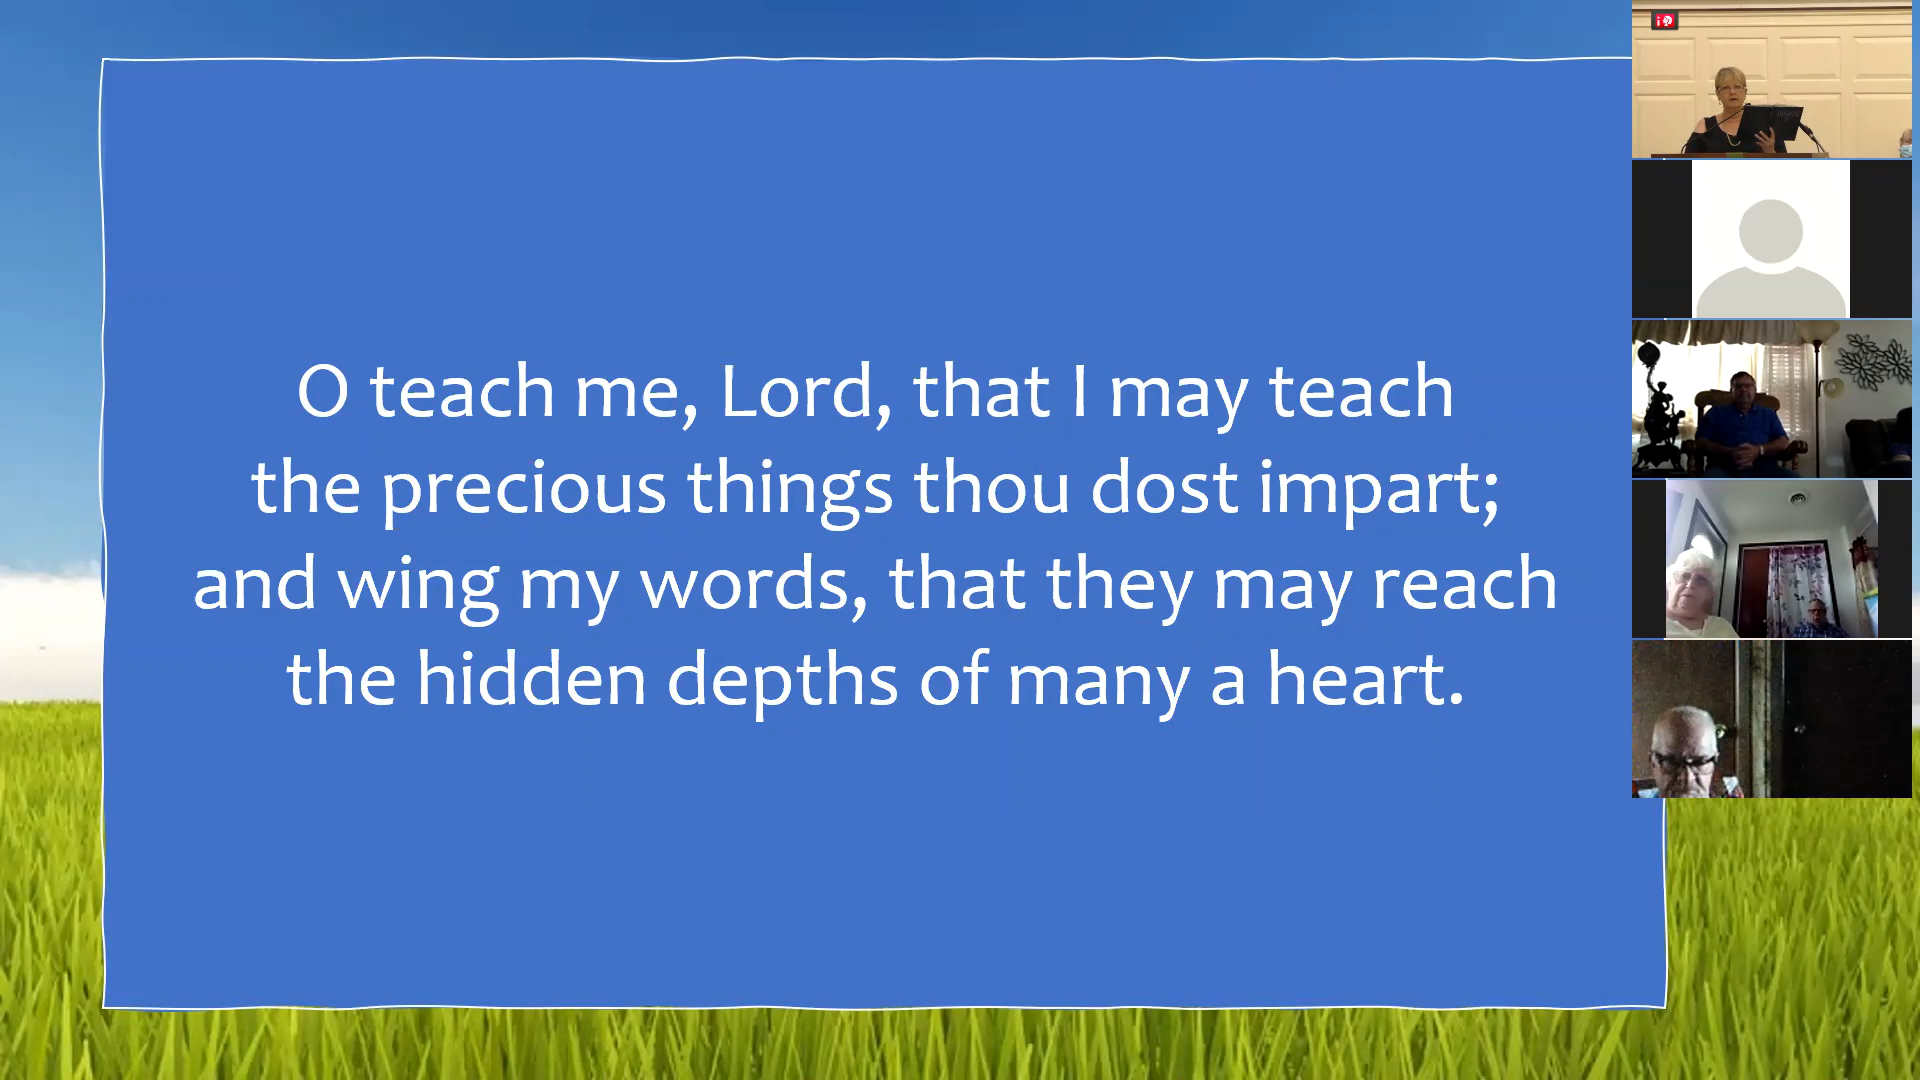 O teach me, Lord, that I may teach
the precious things thou dost impart;
and wing my words, that they may reach
the hidden depths of many a heart.